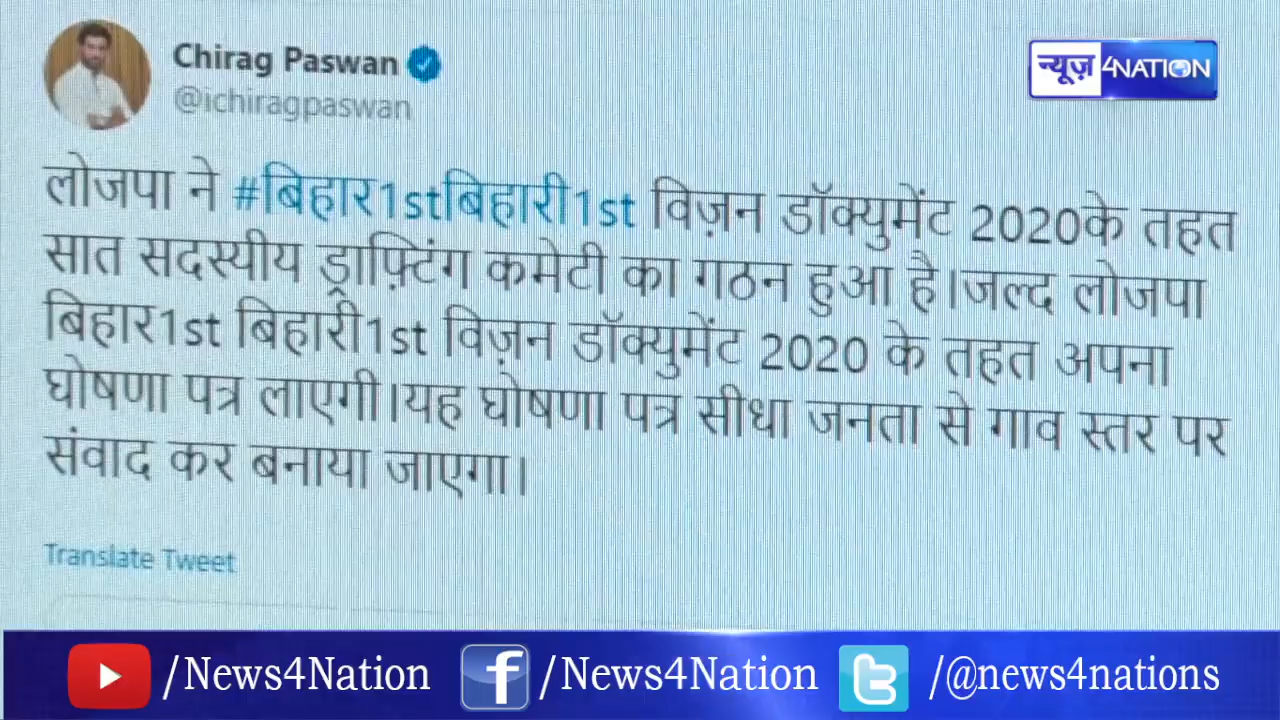 Chirag Paswan
@ichiragpaswan
न्यूज़ 4NATION
लोजपा ने #बिहार1stबिहारी1st विज़न डॉक्युमेंट 2020के तहत
सात सदस्यीय ड्राफ़्टिंग कमेटी का गठन हुआ है।जल्द लोजपा
बिहार1st बिहारी1st विज़न डॉक्युमेंट 2020 के तहत अपना
घोषणा पत्र लाएगी।यह घोषणा पत्र सीधा जनता से गाव स्तर पर
संवाद कर बनाया जाएगा।
Translate Tweet
/News4Nation /News4Nation /@news4nations